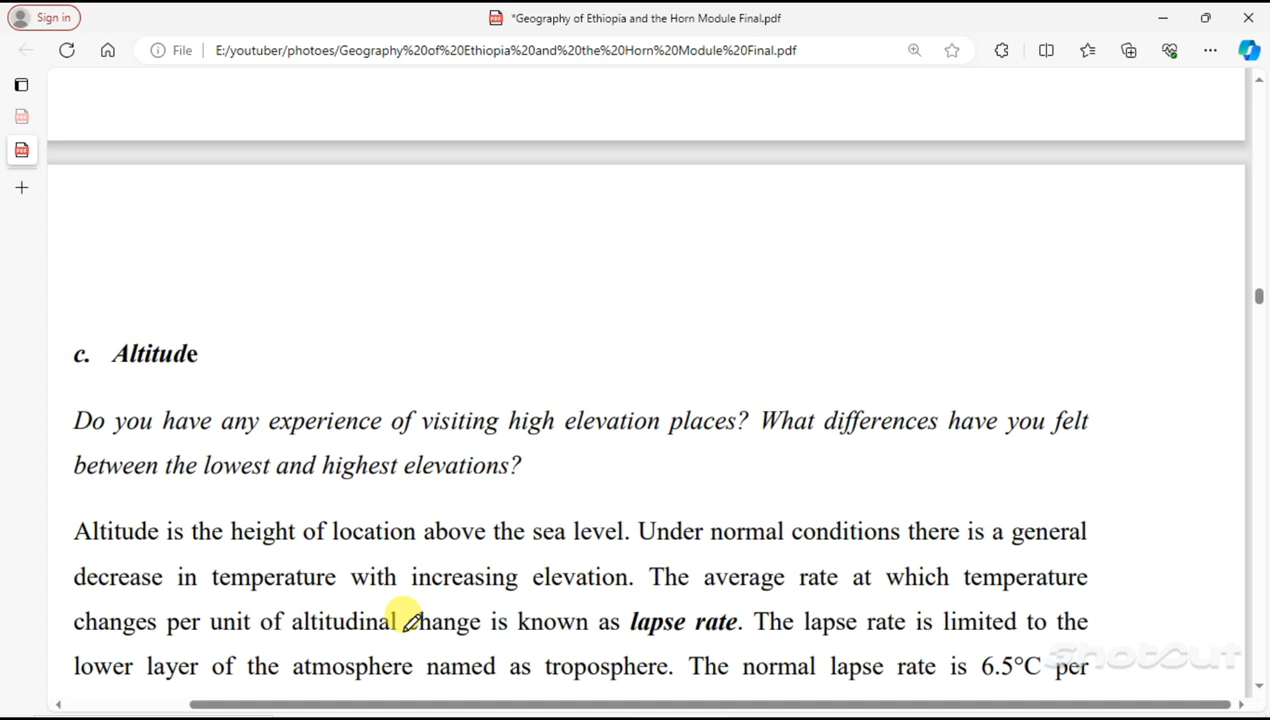 Sign in
*Geography of Ethiopia and the Horn Module Final.pdf
File
E:/youtuber/photoes/Geography%20of%20Ethiopia%20and%20the%20Horn%20Module%20Final.pdf
c. Altitude
Do you have any experience of visiting high elevation places? What differences have you felt
between the lowest and highest elevations?
Altitude is the height of location above the sea level. Under normal conditions there is a general
decrease in temperature with increasing elevation. The average rate at which temperature
changes per unit of altitudinal change is known as lapse rate. The lapse rate is limited to the
lower layer of the atmosphere named as troposphere. The normal lapse rate is 6.5°C per
shotcut